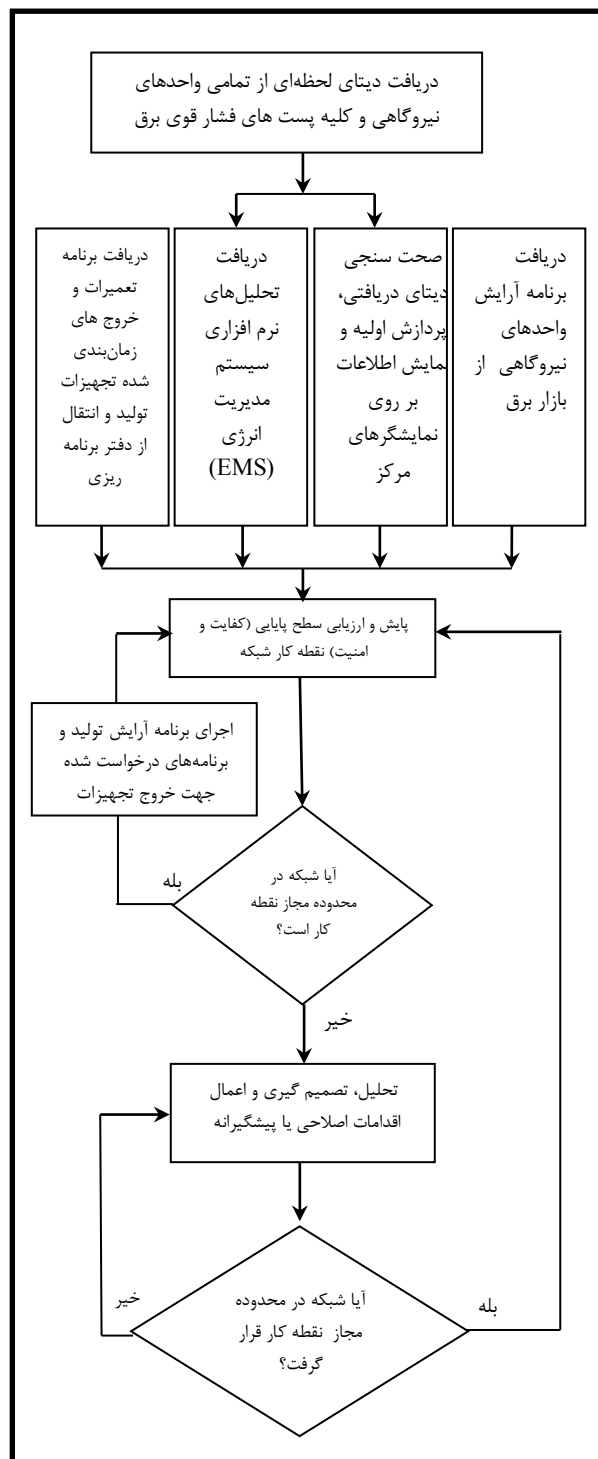 دریافت دیتای لحظه‌ای از تمامی واحدهای
نیروگاهی و کلیه پست های فشار قوی برق
دریافت
برنامه آرایش
واحدهای
نیروگاهی از
بازار برق
صحت سنجی
دیتای دریافتی،
پردازش اولیه و
نمایش اطلاعات
بر روی
نمایشگرهای
مرکز
دریافت
تحلیل‌های
نرم افزاری
سیستم
مدیریت
انرژی
(EMS)
دریافت برنامه
تعمیرات و
خروج های
زمان‌بندی
شده تجهیزات
تولید و انتقال
از دفتر برنامه
ریزی
پایش و ارزیابی سطح پایایی (کفایت و
امنیت) نقطه کار شبکه
اجرای برنامه آرایش تولید و
برنامه‌های درخواست شده
جهت خروج تجهیزات
آیا شبکه در
محدوده مجاز نقطه
کار است؟
بله
خیر
تحلیل، تصمیم گیری و اعمال
اقدامات اصلاحی یا پیشگیرانه
آیا شبکه در محدوده
مجاز نقطه کار قرار
گرفت؟
بله
خیر